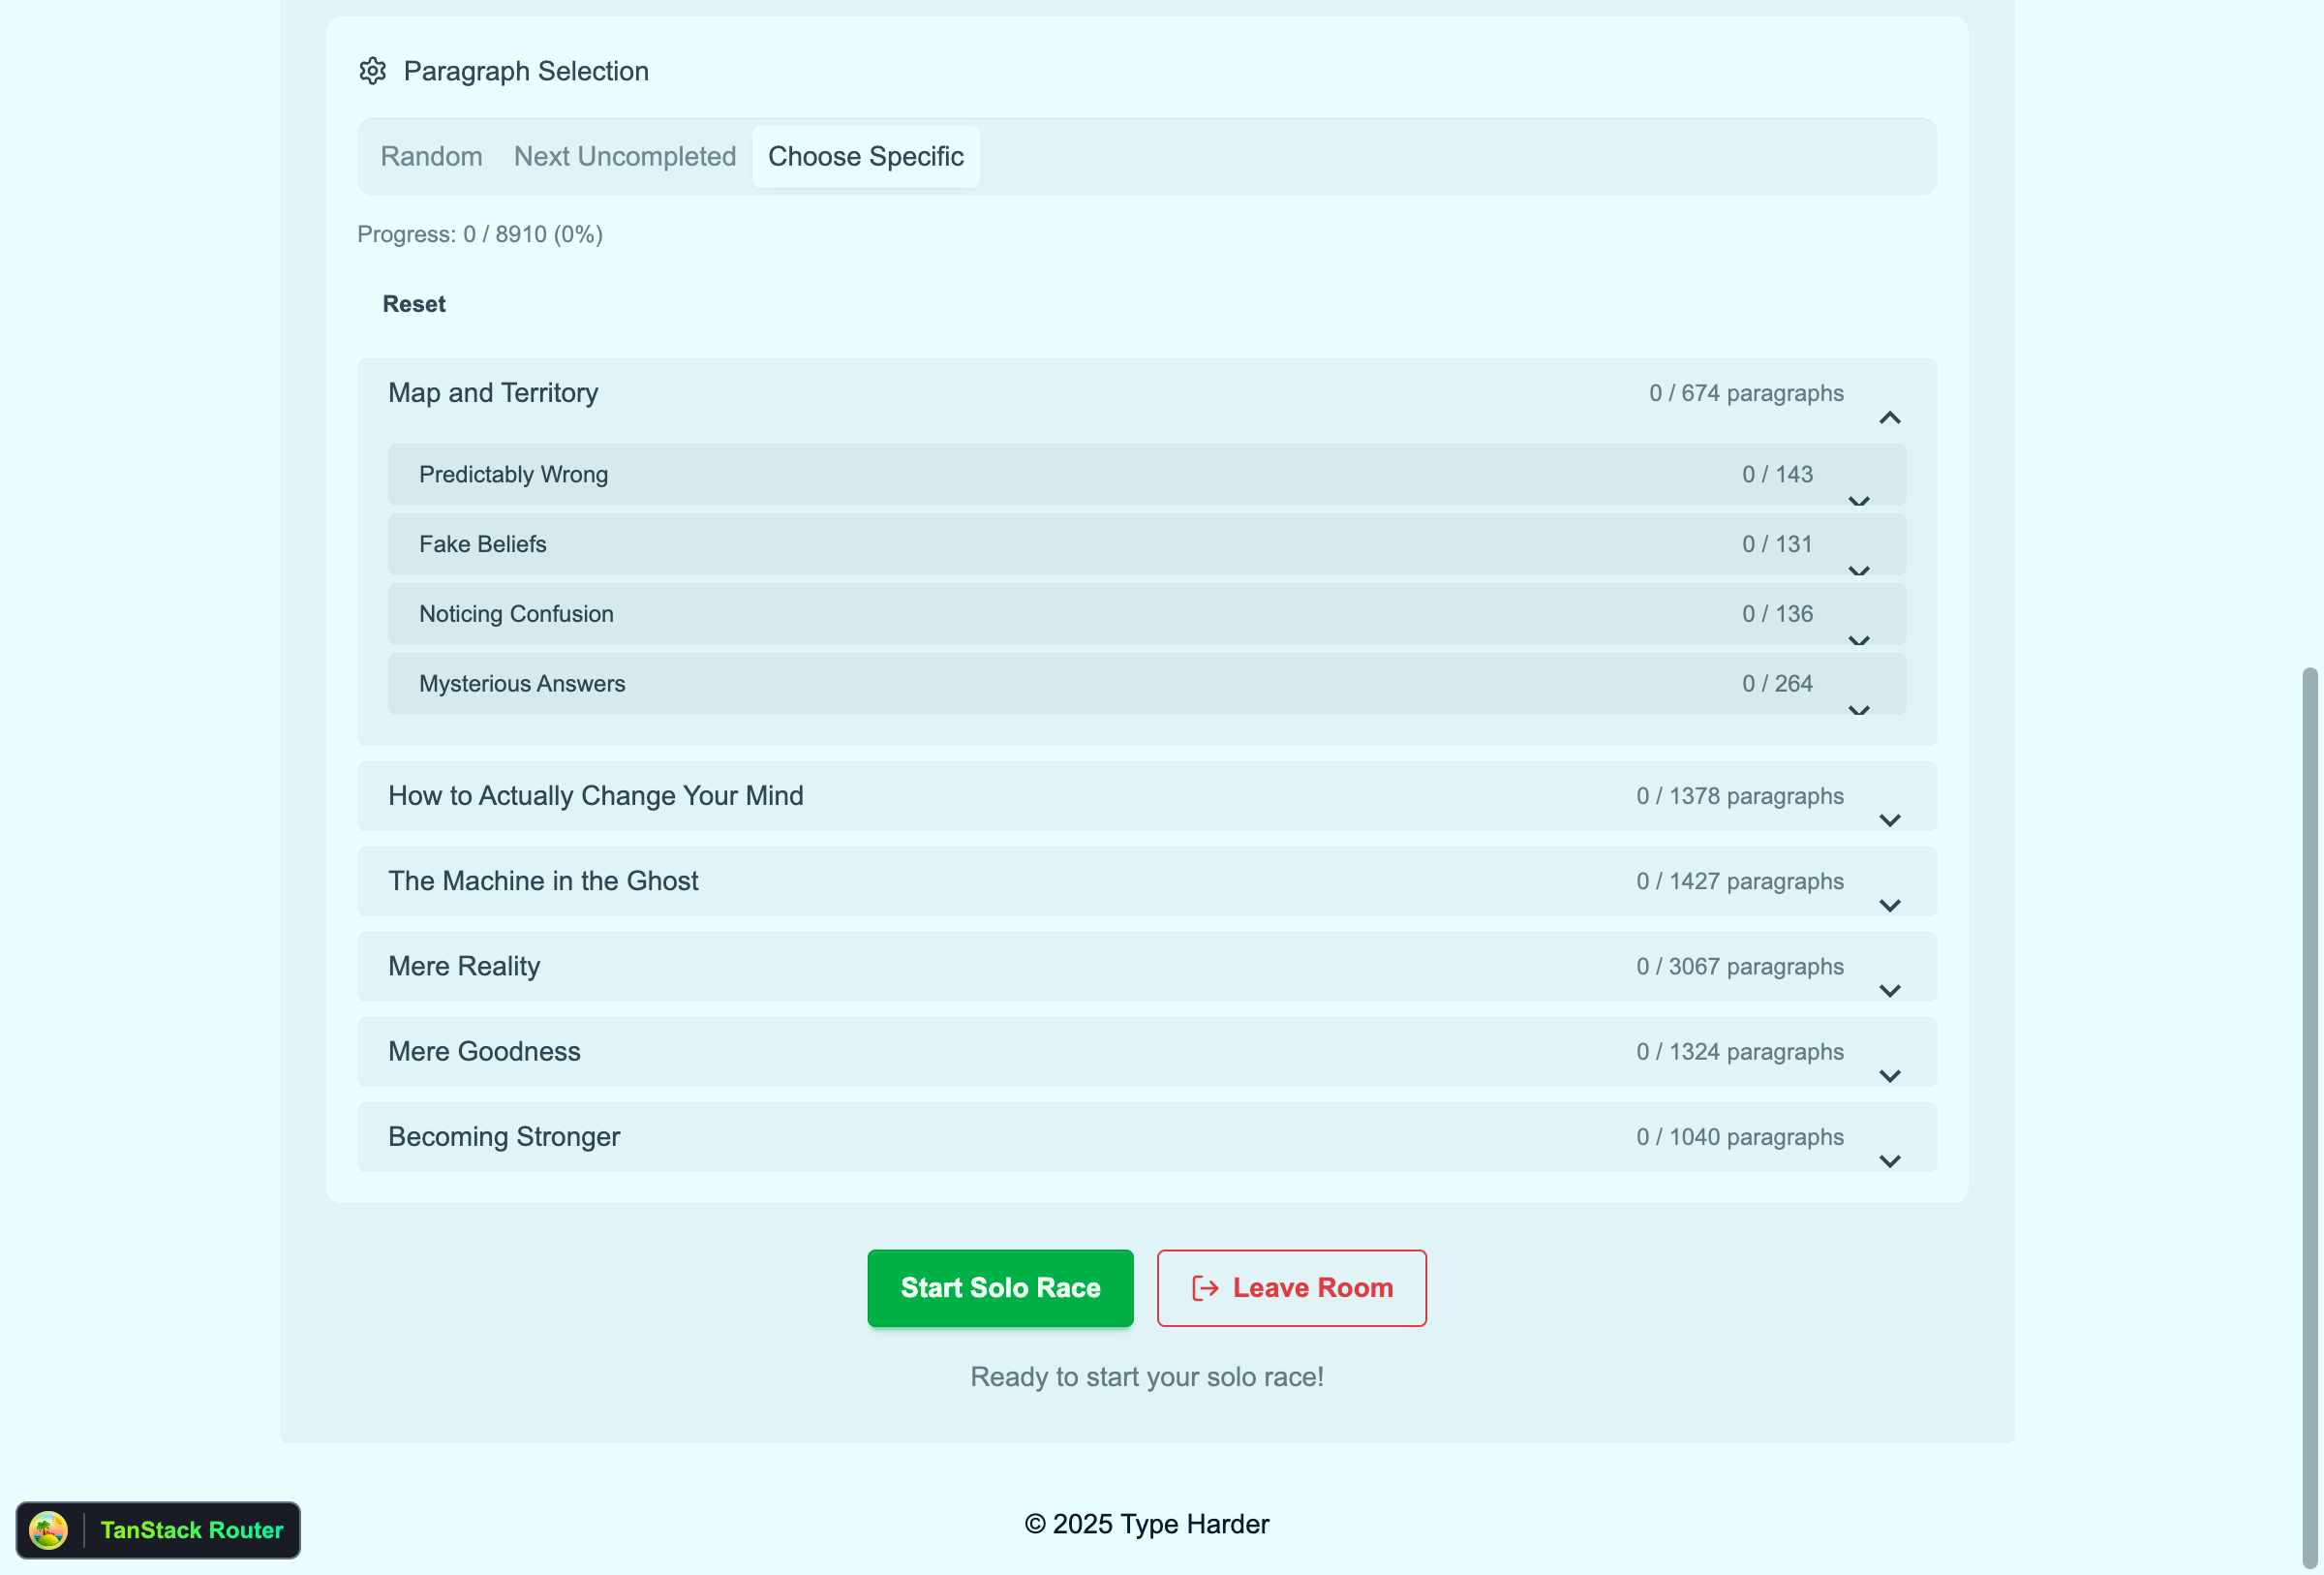 Paragraph Selection
Random Next Uncompleted Choose Specific
Progress: 0 / 8910 (0%)
Reset
Map and Territory 0 / 674 paragraphs
Predictably Wrong 0 / 143
Fake Beliefs 0 / 131
Noticing Confusion 0 / 136
Mysterious Answers 0 / 264
How to Actually Change Your Mind 0 / 1378 paragraphs
The Machine in the Ghost 0 / 1427 paragraphs
Mere Reality 0 / 3067 paragraphs
Mere Goodness 0 / 1324 paragraphs
Becoming Stronger 0 / 1040 paragraphs
Start Solo Race Leave Room
Ready to start your solo race!
© 2025 Type Harder
TanStack Router